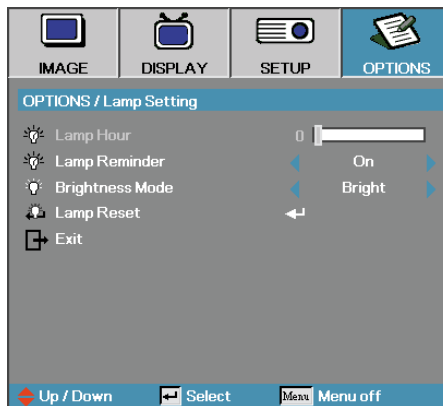 IMAGE DISPLAY SETUP OPTIONS
OPTIONS / Lamp Setting
Lamp Hour 0
Lamp Reminder On
Brightness Mode Bright
Lamp Reset
Exit
Up / Down Select Menu Menu off